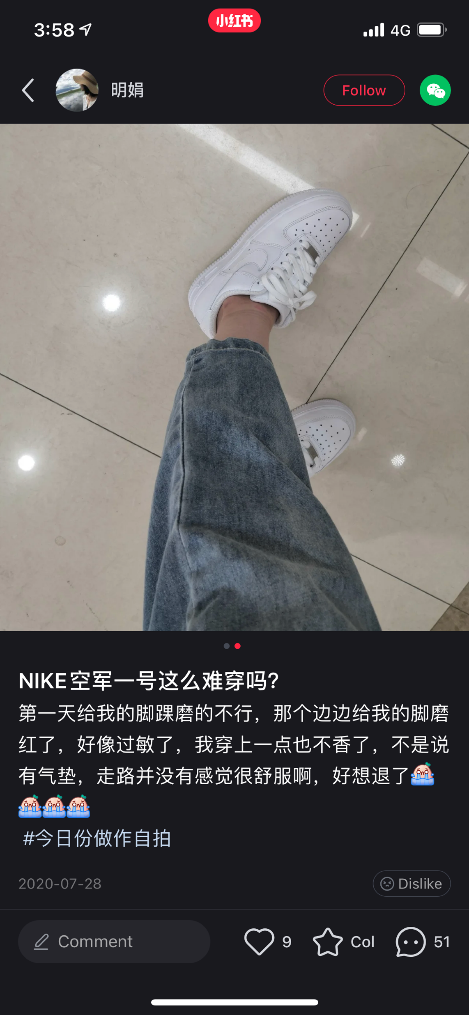 3:58
小红书
4G
明娟
Follow
NIKE空军一号这么难穿吗?
第一天给我的脚踝磨的不行，那个边边给我的脚磨
红了，好像过敏了，我穿上一点也不香了，不是说
有气垫，走路并没有感觉很舒服啊，好想退了
#今日份做作自拍
2020-07-28
Dislike
Comment
9
Col
51